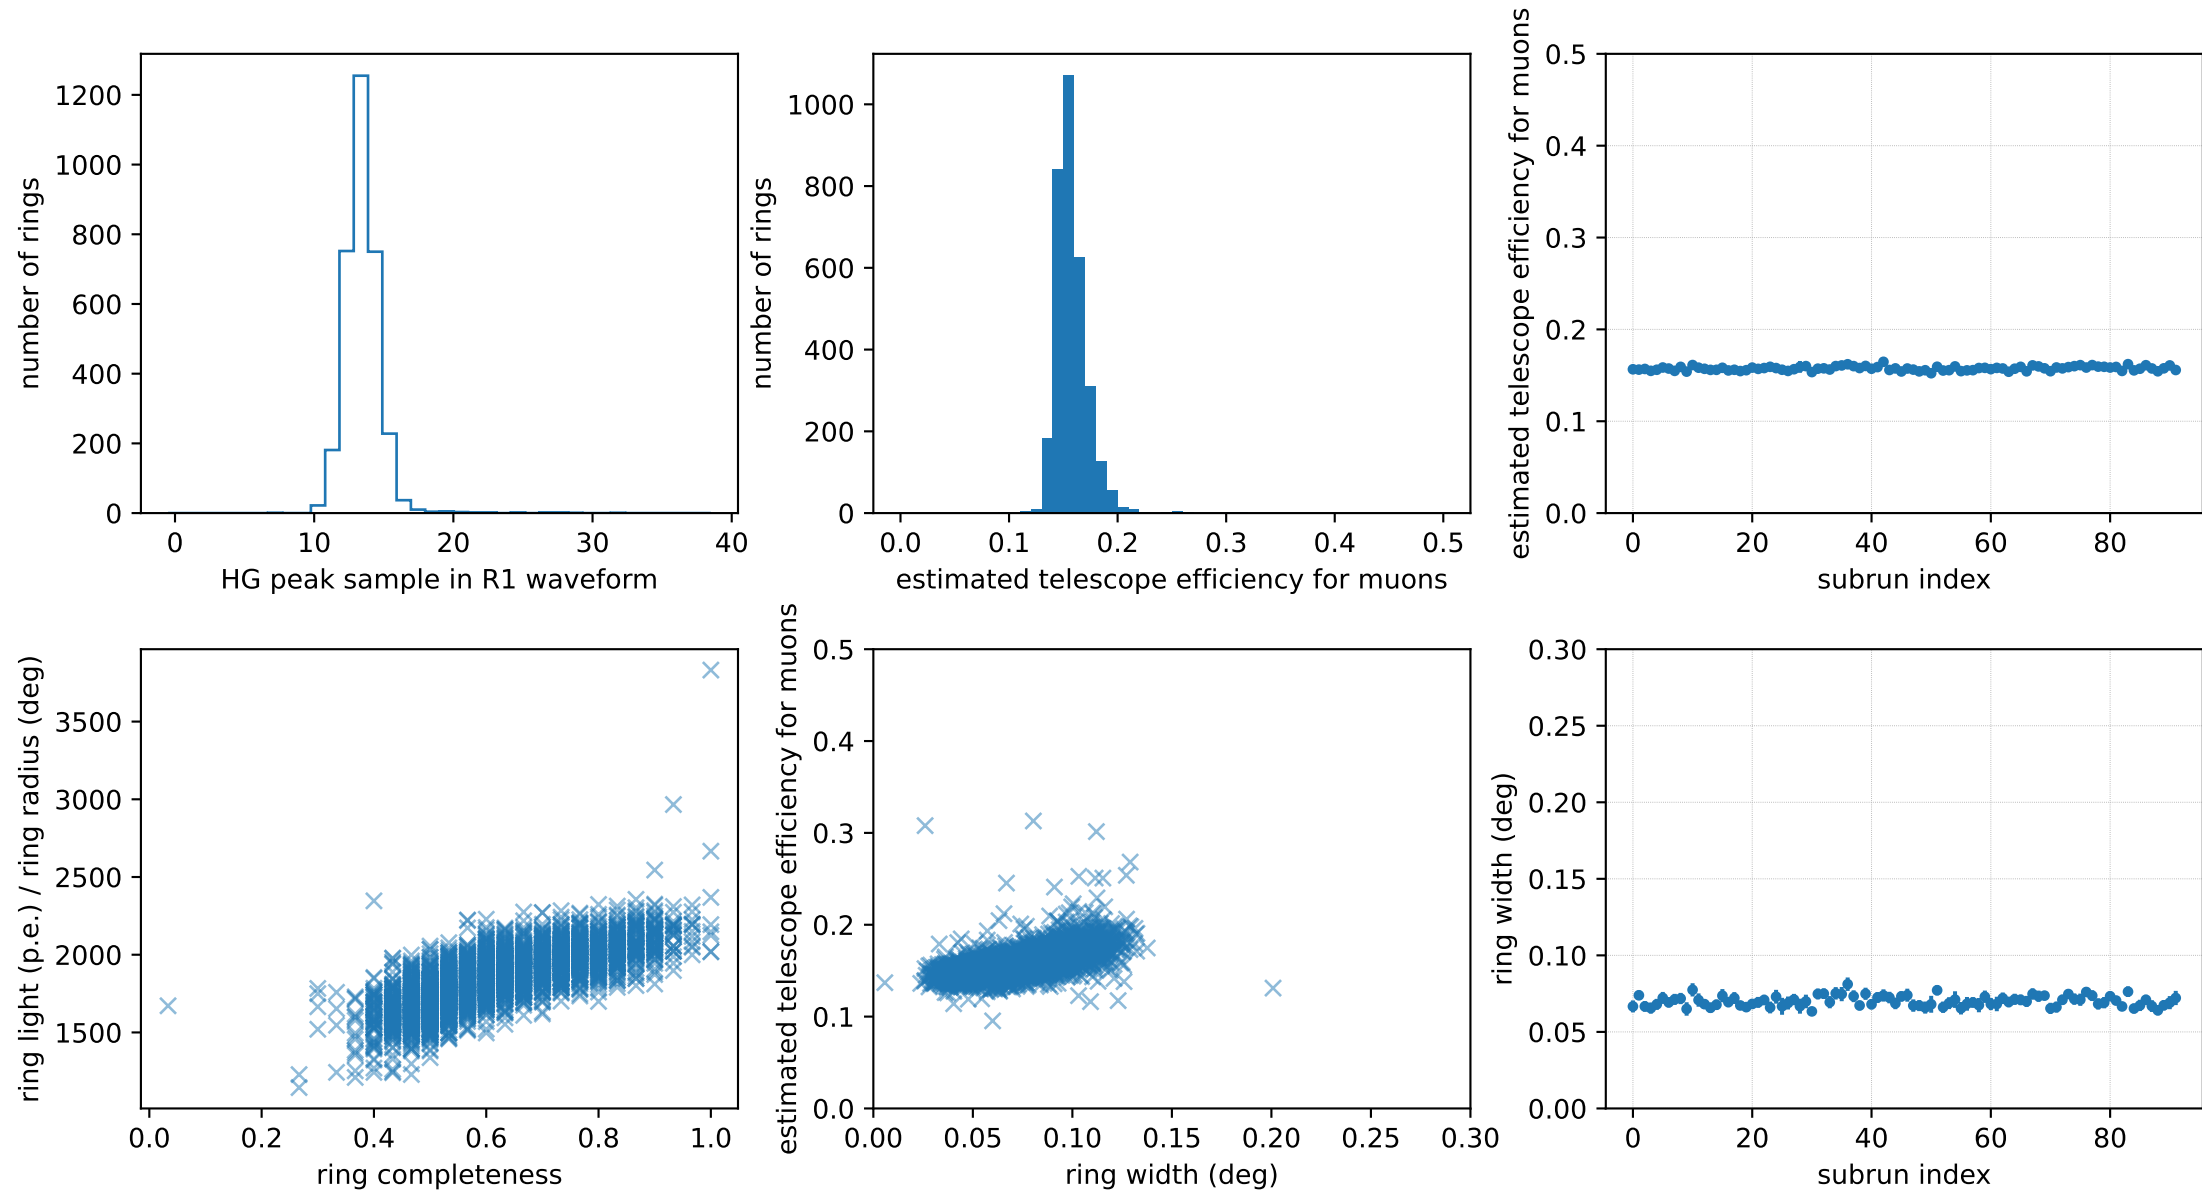 number of rings
1200
1000
800
600
400
200
0
0 10 20 30 40
HG peak sample in R1 waveform
number of rings
1000
800
600
400
200
0
0.0 0.1 0.2 0.3 0.4 0.5
estimated telescope efficiency for muons
estimated telescope efficiency for muons
0.5
0.4
0.3
0.2
0.1
0.0
0 20 40 60 80
subrun index
ring light (p.e.) / ring radius (deg)
3500
3000
2500
2000
1500
0.0 0.2 0.4 0.6 0.8 1.0
ring completeness
estimated telescope efficiency for muons
0.5
0.4
0.3
0.2
0.1
0.0
0.00 0.05 0.10 0.15 0.20 0.25 0.30
ring width (deg)
ring width (deg)
0.30
0.25
0.20
0.15
0.10
0.05
0.00
0 20 40 60 80
subrun index